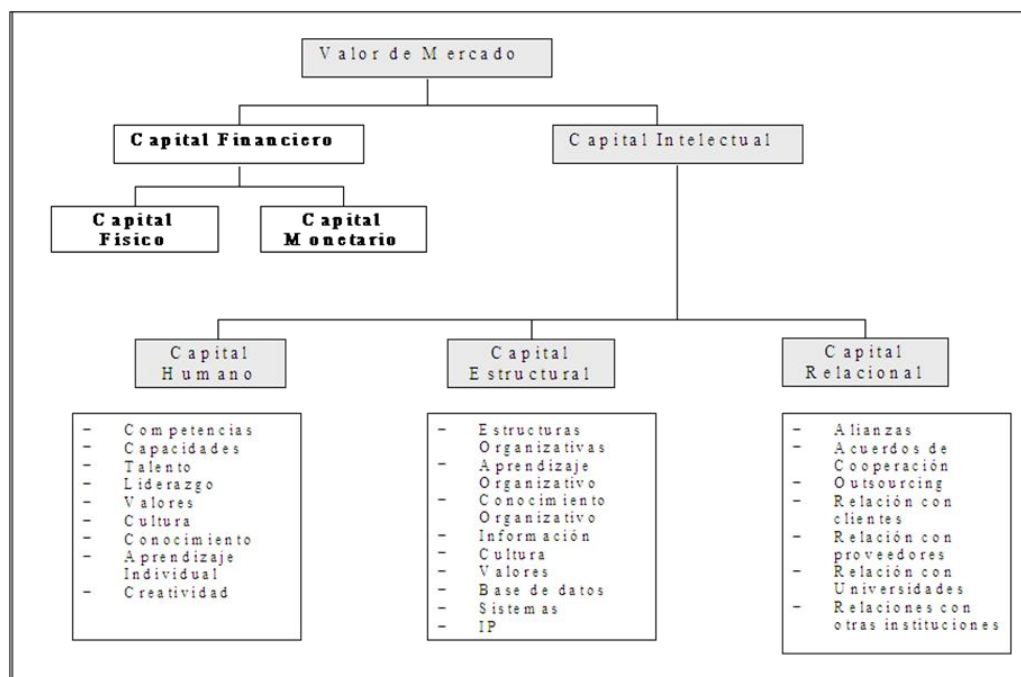 Valor de Mercado
Capital Financiero
Capital Intelectual
Capital
Físico
Capital
Monetario
Capital
Humano
Capital
Estructural
Capital
Relacional
- Competencias
- Capacidades
- Talento
- Liderazgo
- Valores
- Cultura
- Conocimiento
- Aprendizaje
Individual
- Creatividad
- Estructuras
Organizativas
- Aprendizaje
Organizativo
- Conocimiento
Organizativo
- Información
- Cultura
- Valores
- Base de datos
- Sistemas
- IP
- Alianzas
- Acuerdos de
Cooperación
- Outsourcing
- Relación con
clientes
- Relación con
proveedores
- Relación con
Universidades
- Relaciones con
otras instituciones